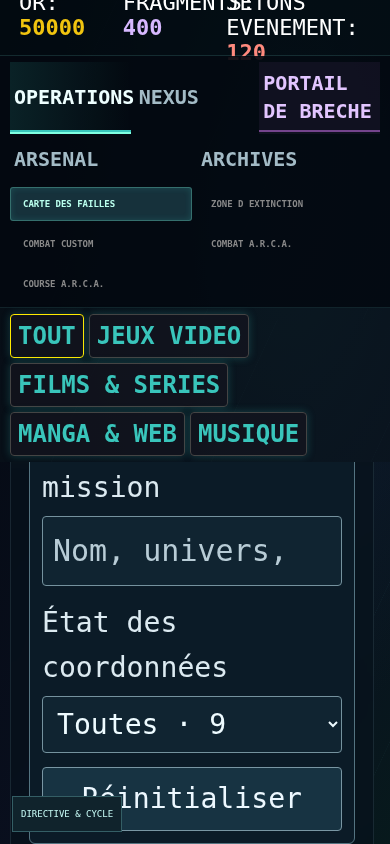 OR:
50000
FRAGMENTS:
400
JETONS
EVENEMENT:
120
OPERATIONS
NEXUS
PORTAIL
DE BRECHE
ARSENAL
ARCHIVES
CARTE DES FAILLES
ZONE D EXTINCTION
COMBAT CUSTOM
COMBAT A.R.C.A.
COURSE A.R.C.A.
TOUT
JEUX VIDEO
FILMS & SERIES
MANGA & WEB
MUSIQUE
mission
Nom, univers,
État des
coordonnées
Toutes · 9
Réinitialiser
DIRECTIVE & CYCLE